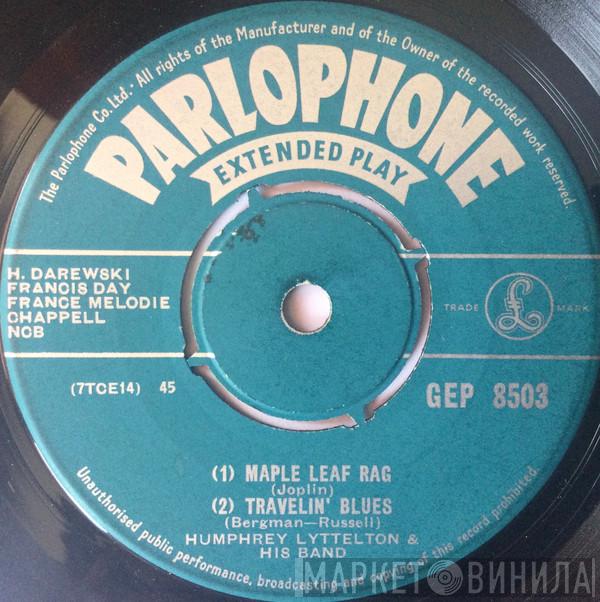 The Parlophone Co. Ltd. · All rights of the Manufacturer and of the Owner of the recorded work reserved.
PARLOPHONE
EXTENDED PLAY
H. DAREWSKI
FRANCIS DAY
FRANCE MELODIE
CHAPPELL
NCB
TRADE £ MARK
(7TCE14) 45
GEP 8503
(1) MAPLE LEAF RAG
(Joplin)
(2) TRAVELIN' BLUES
(Bergman—Russell)
HUMPHREY LYTTELTON &
HIS BAND
Unauthorised public performance, broadcasting and copying of this record prohibited
МАРКЕТ ВИНИЛА